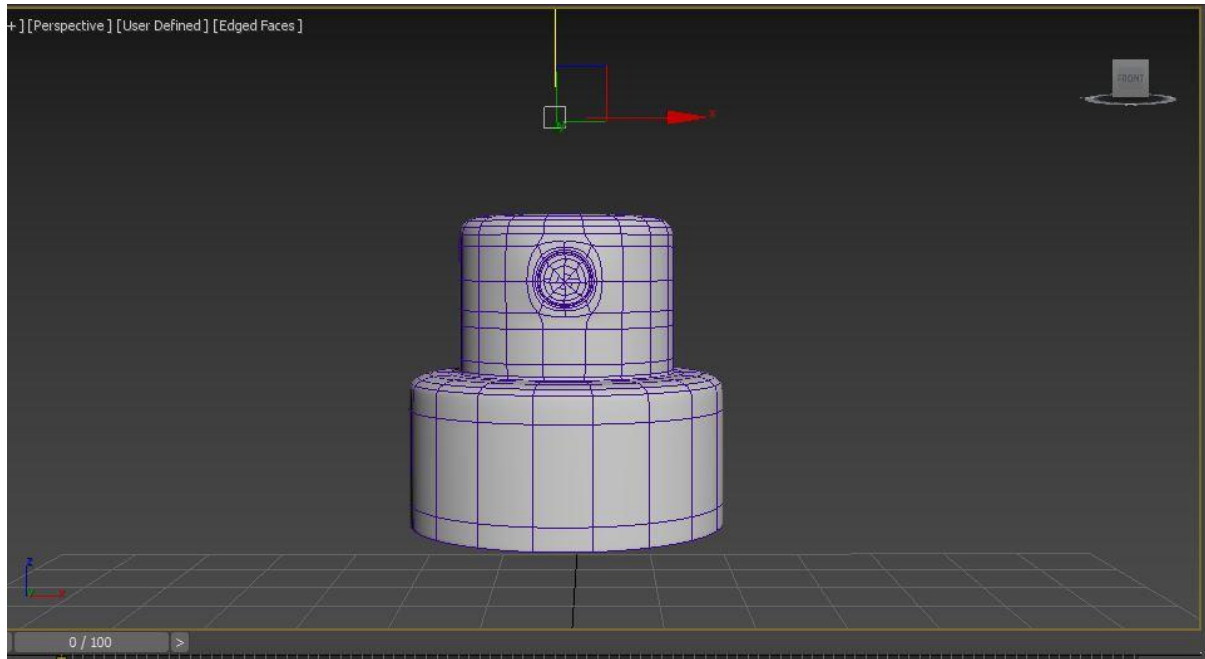 + ] [Perspective ] [User Defined ] [Edged Faces ]
FRONT
x
y
z
y
x
0 / 100
>